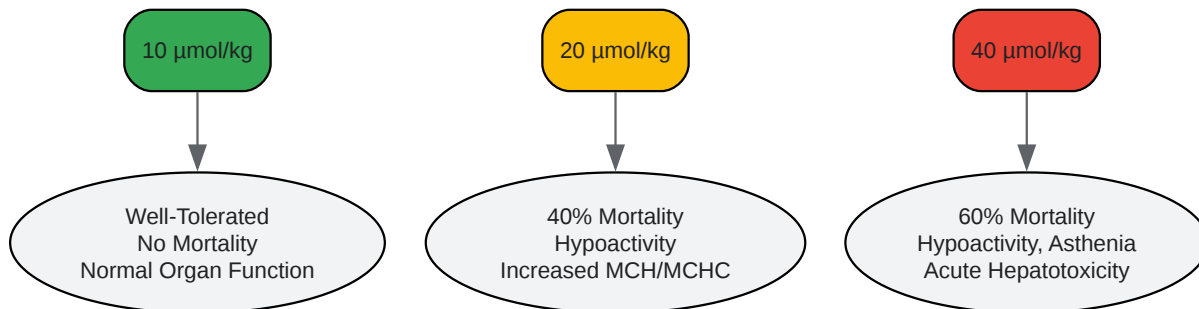 10 µmol/kg
20 µmol/kg
40 µmol/kg
Well-Tolerated
No Mortality
Normal Organ Function
40% Mortality
Hypoactivity
Increased MCH/MCHC
60% Mortality
Hypoactivity, Asthenia
Acute Hepatotoxicity